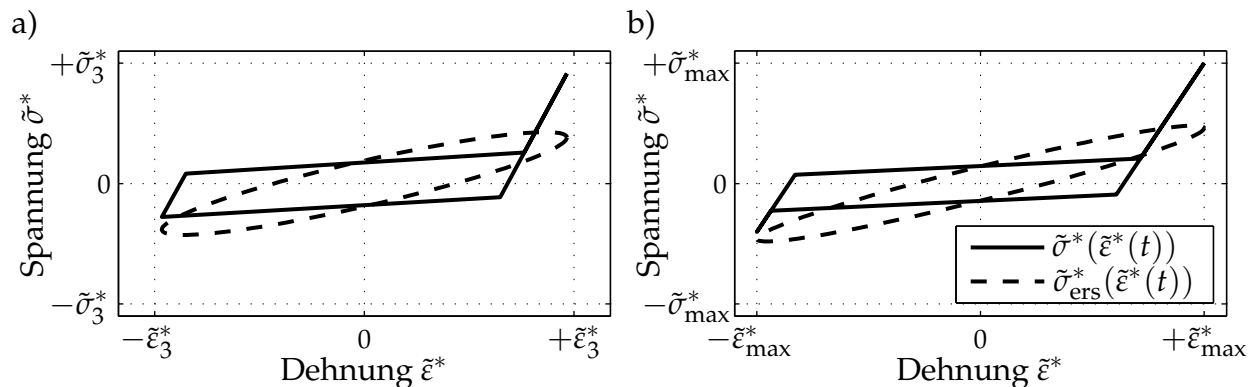 a)
Spannung σ̃*
+σ̃*₃
0
−σ̃*₃
−ε̃*₃
0
+ε̃*₃
Dehnung ε̃*
b)
Spannung σ̃*
+σ̃*max
0
−σ̃*max
−ε̃*max
0
+ε̃*max
Dehnung ε̃*
σ̃*(ε̃*(t))
σ̃*ers(ε̃*(t))